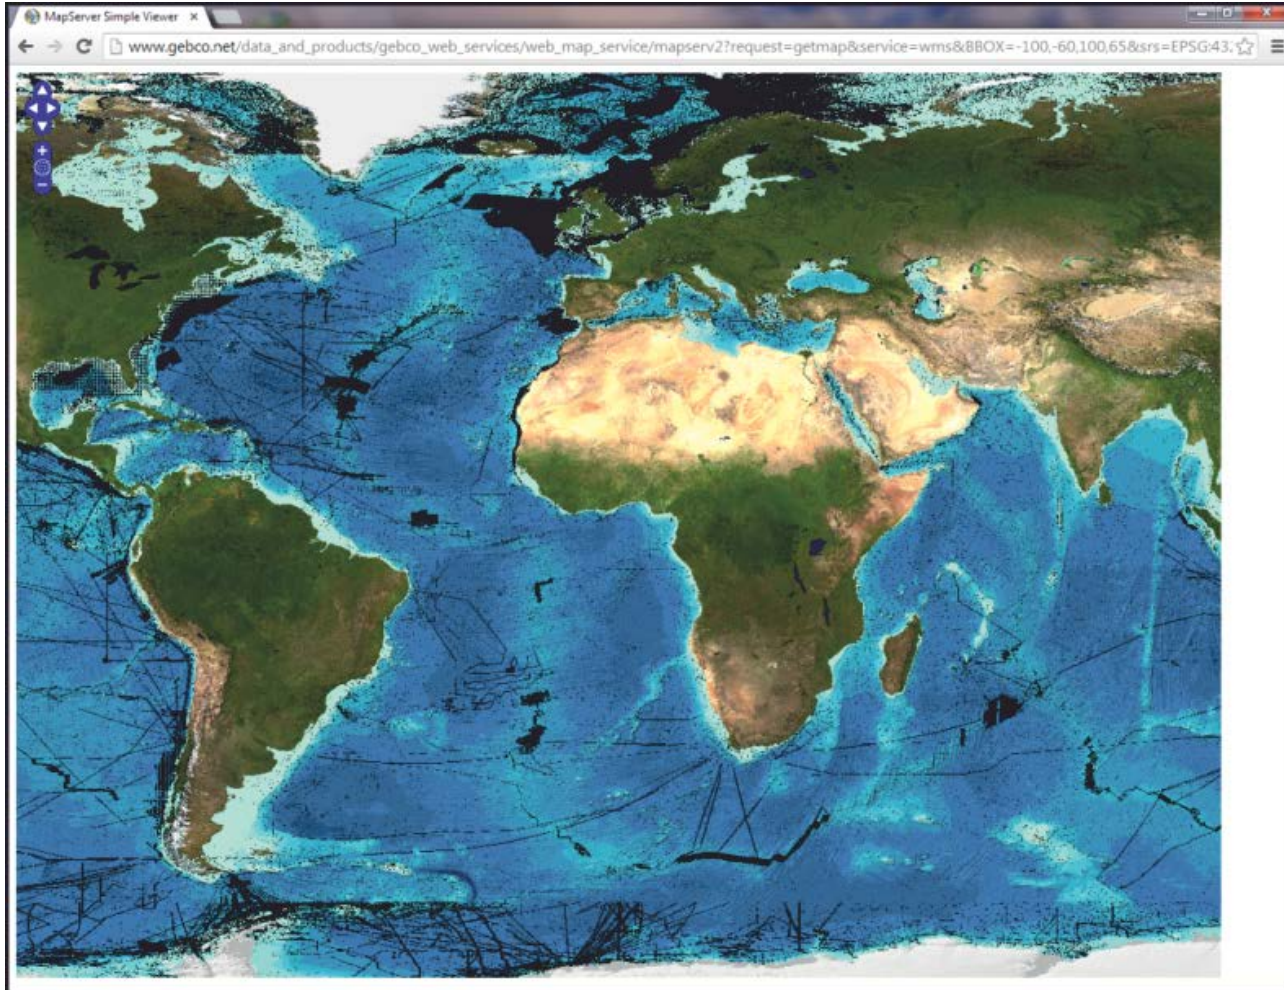 MapServer Simple Viewer
www.gebco.net/data_and_products/gebco_web_services/web_map_service/mapserv2?request=getmap&service=wms&BBOX=-100,-60,100,65&srs=EPSG:43